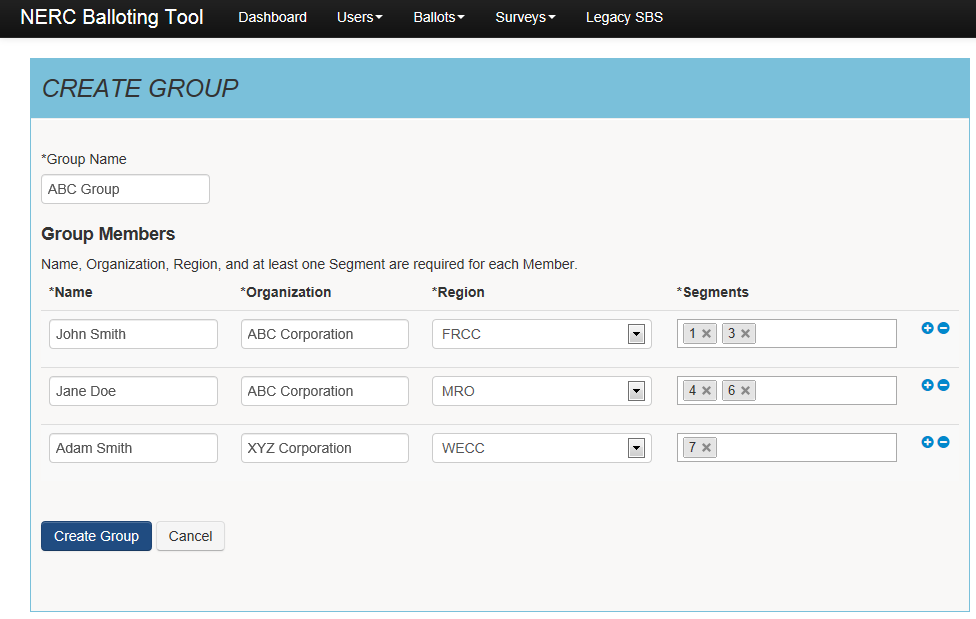 NERC Balloting Tool Dashboard Users Ballots Surveys Legacy SBS
CREATE GROUP
*Group Name
ABC Group
Group Members
Name, Organization, Region, and at least one Segment are required for each Member.
*Name *Organization *Region *Segments
John Smith ABC Corporation FRCC 1 3
Jane Doe ABC Corporation MRO 4 6
Adam Smith XYZ Corporation WECC 7
Create Group Cancel